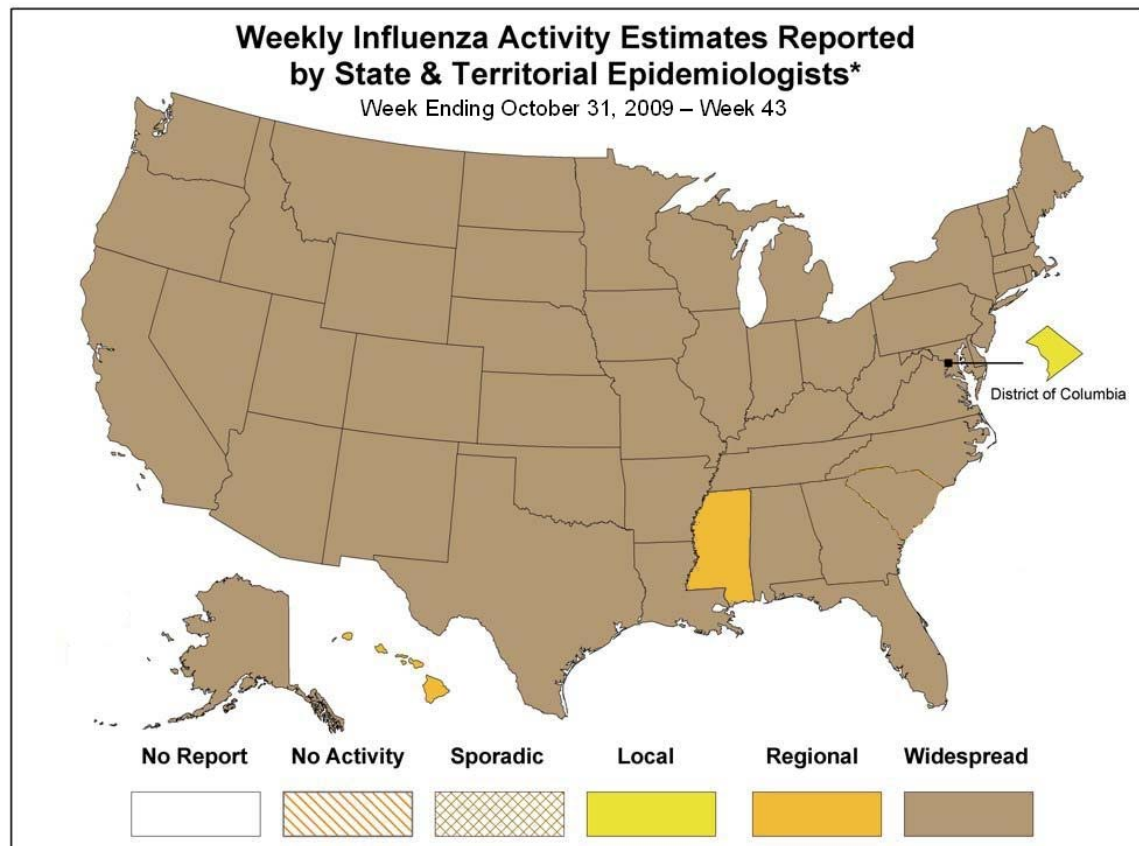 Weekly Influenza Activity Estimates Reported
by State & Territorial Epidemiologists*
Week Ending October 31, 2009 – Week 43
District of Columbia
No Report
No Activity
Sporadic
Local
Regional
Widespread